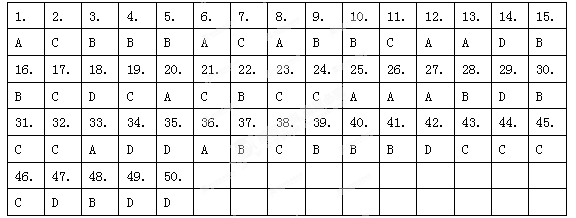 1. 2. 3. 4. 5. 6. 7. 8. 9. 10. 11. 12. 13. 14. 15.
A C B B B A C A B B C A A D B
16. 17. 18. 19. 20. 21. 22. 23. 24. 25. 26. 27. 28. 29. 30.
B C D C A C B C C A A A B D B
31. 32. 33. 34. 35. 36. 37. 38. 39. 40. 41. 42. 43. 44. 45.
C C A D D A B C B B B D C C C
46. 47. 48. 49. 50.
C D B D D